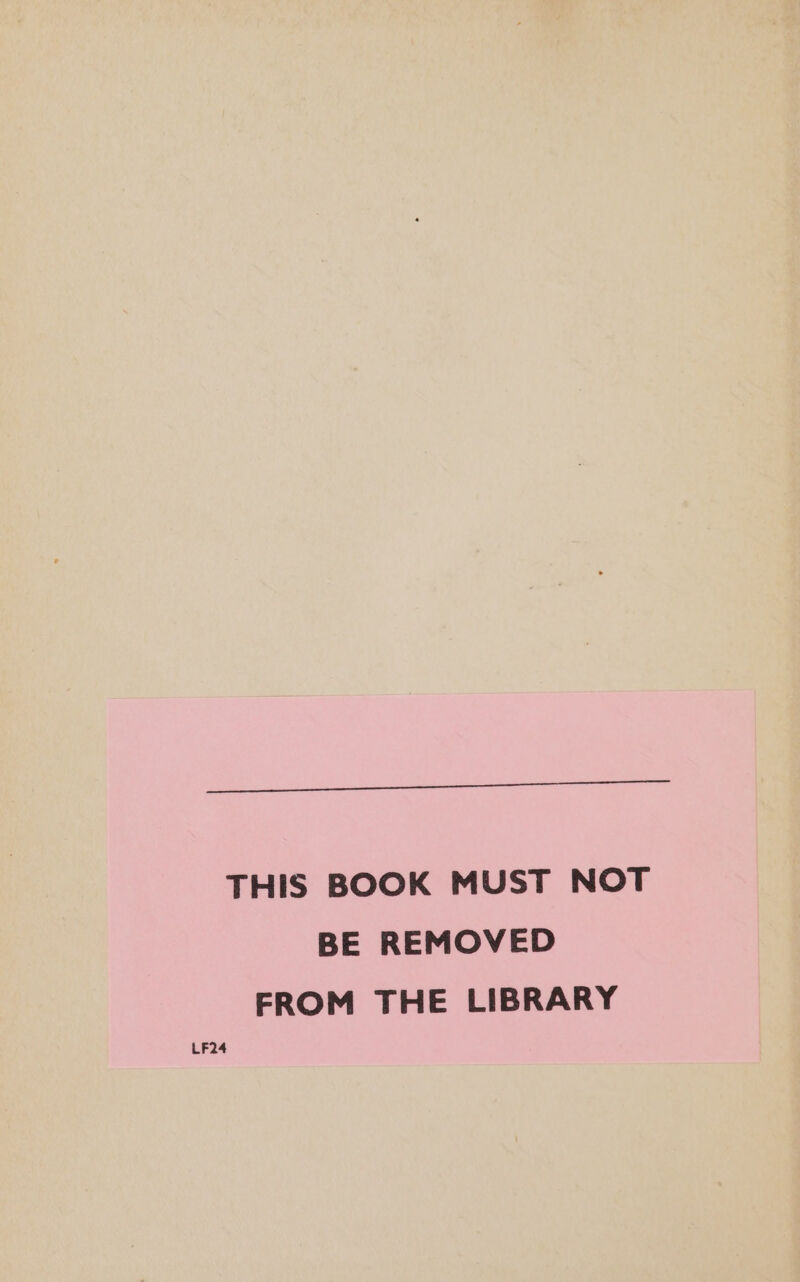 THIS BOOK MUST NOT
BE REMOVED
FROM THE LIBRARY
LF24